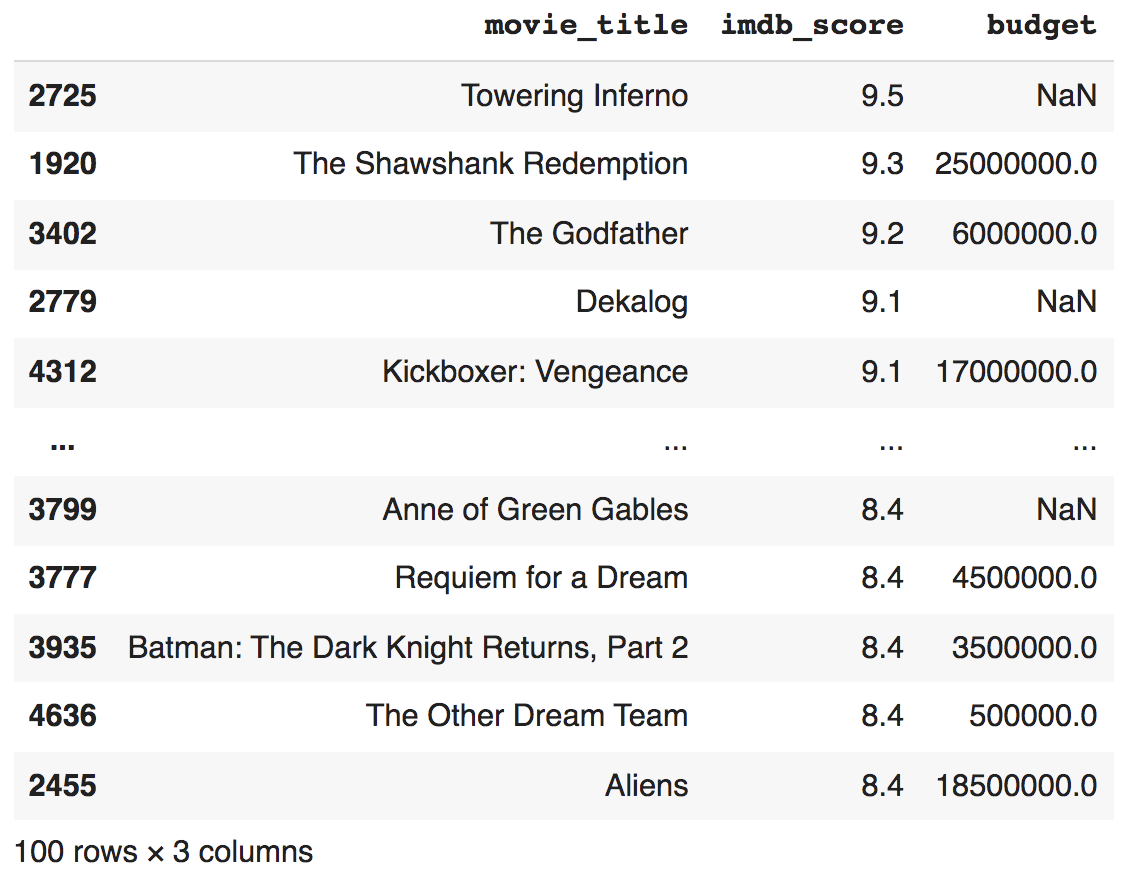 movie_title imdb_score budget
2725 Towering Inferno 9.5 NaN
1920 The Shawshank Redemption 9.3 25000000.0
3402 The Godfather 9.2 6000000.0
2779 Dekalog 9.1 NaN
4312 Kickboxer: Vengeance 9.1 17000000.0
... ... ... ...
3799 Anne of Green Gables 8.4 NaN
3777 Requiem for a Dream 8.4 4500000.0
3935 Batman: The Dark Knight Returns, Part 2 8.4 3500000.0
4636 The Other Dream Team 8.4 500000.0
2455 Aliens 8.4 18500000.0
100 rows × 3 columns